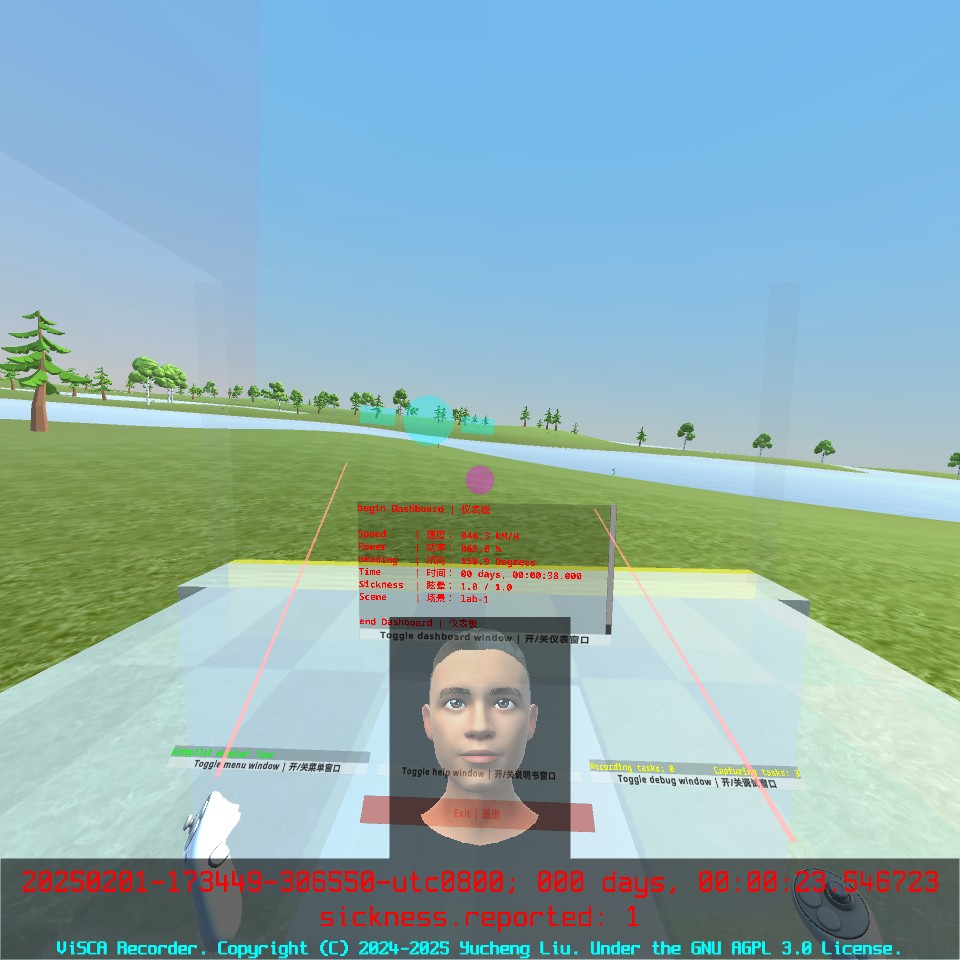 begin Dashboard | 仪表板
Speed | 速度: 046.3 KM/H
Power | 功率: 065.0 %
Heading | 方向: 150.9 Degrees
Time | 时间: 00 days, 00:00:38.000
Sickness | 眩晕: 1.0 / 1.0
Scene | 场景: lab-1
end Dashboard | 仪表板
Toggle dashboard window | 开/关仪表窗口
Toggle menu window | 开/关菜单窗口
Toggle help window | 开/关说明书窗口
Recording tasks: 0 Capturing tasks: 3
Toggle debug window | 开/关调试窗口
Exit | 退出
20250201-173449-306550-utc0800; 000 days, 00:00:23.546723
sickness.reported: 1
ViSCA Recorder. Copyright (C) 2024-2025 Yucheng Liu. Under the GNU AGPL 3.0 License.